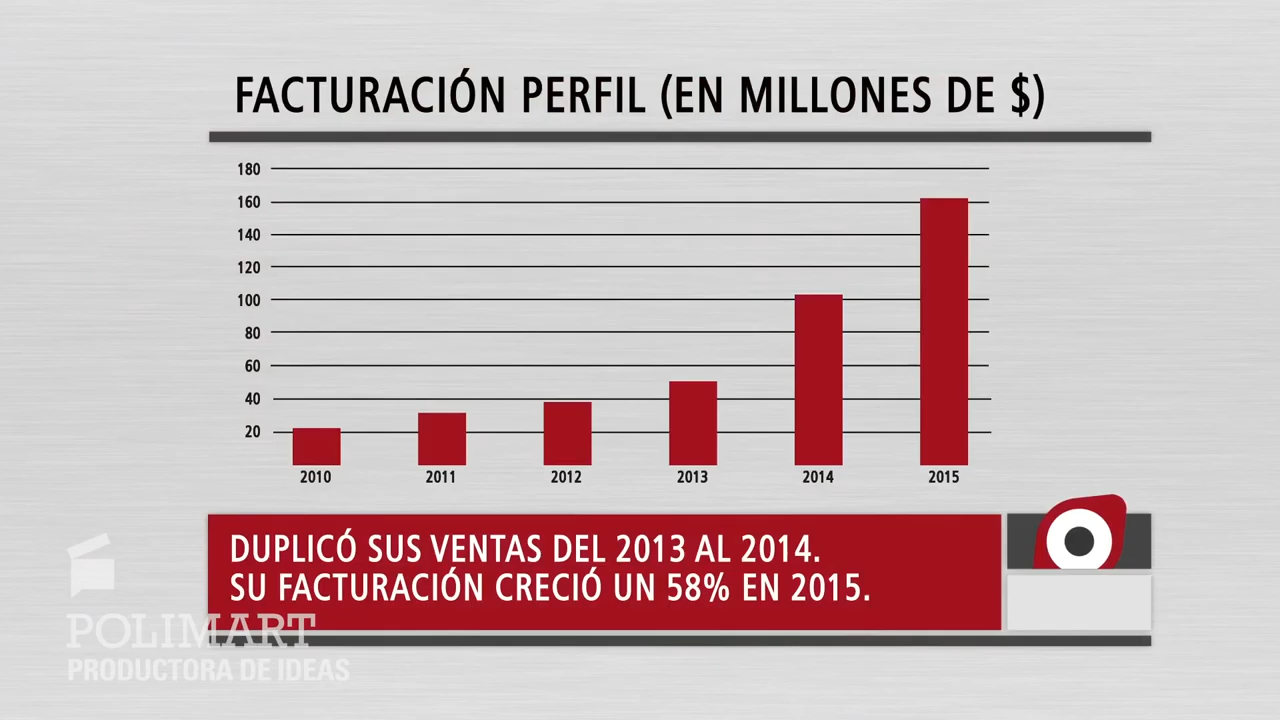 FACTURACIÓN PERFIL (EN MILLONES DE $)
180
160
140
120
100
80
60
40
20
2010 2011 2012 2013 2014 2015
DUPLICÓ SUS VENTAS DEL 2013 AL 2014.
SU FACTURACIÓN CRECIÓ UN 58% EN 2015.
POLIMART
PRODUCTORA DE IDEAS